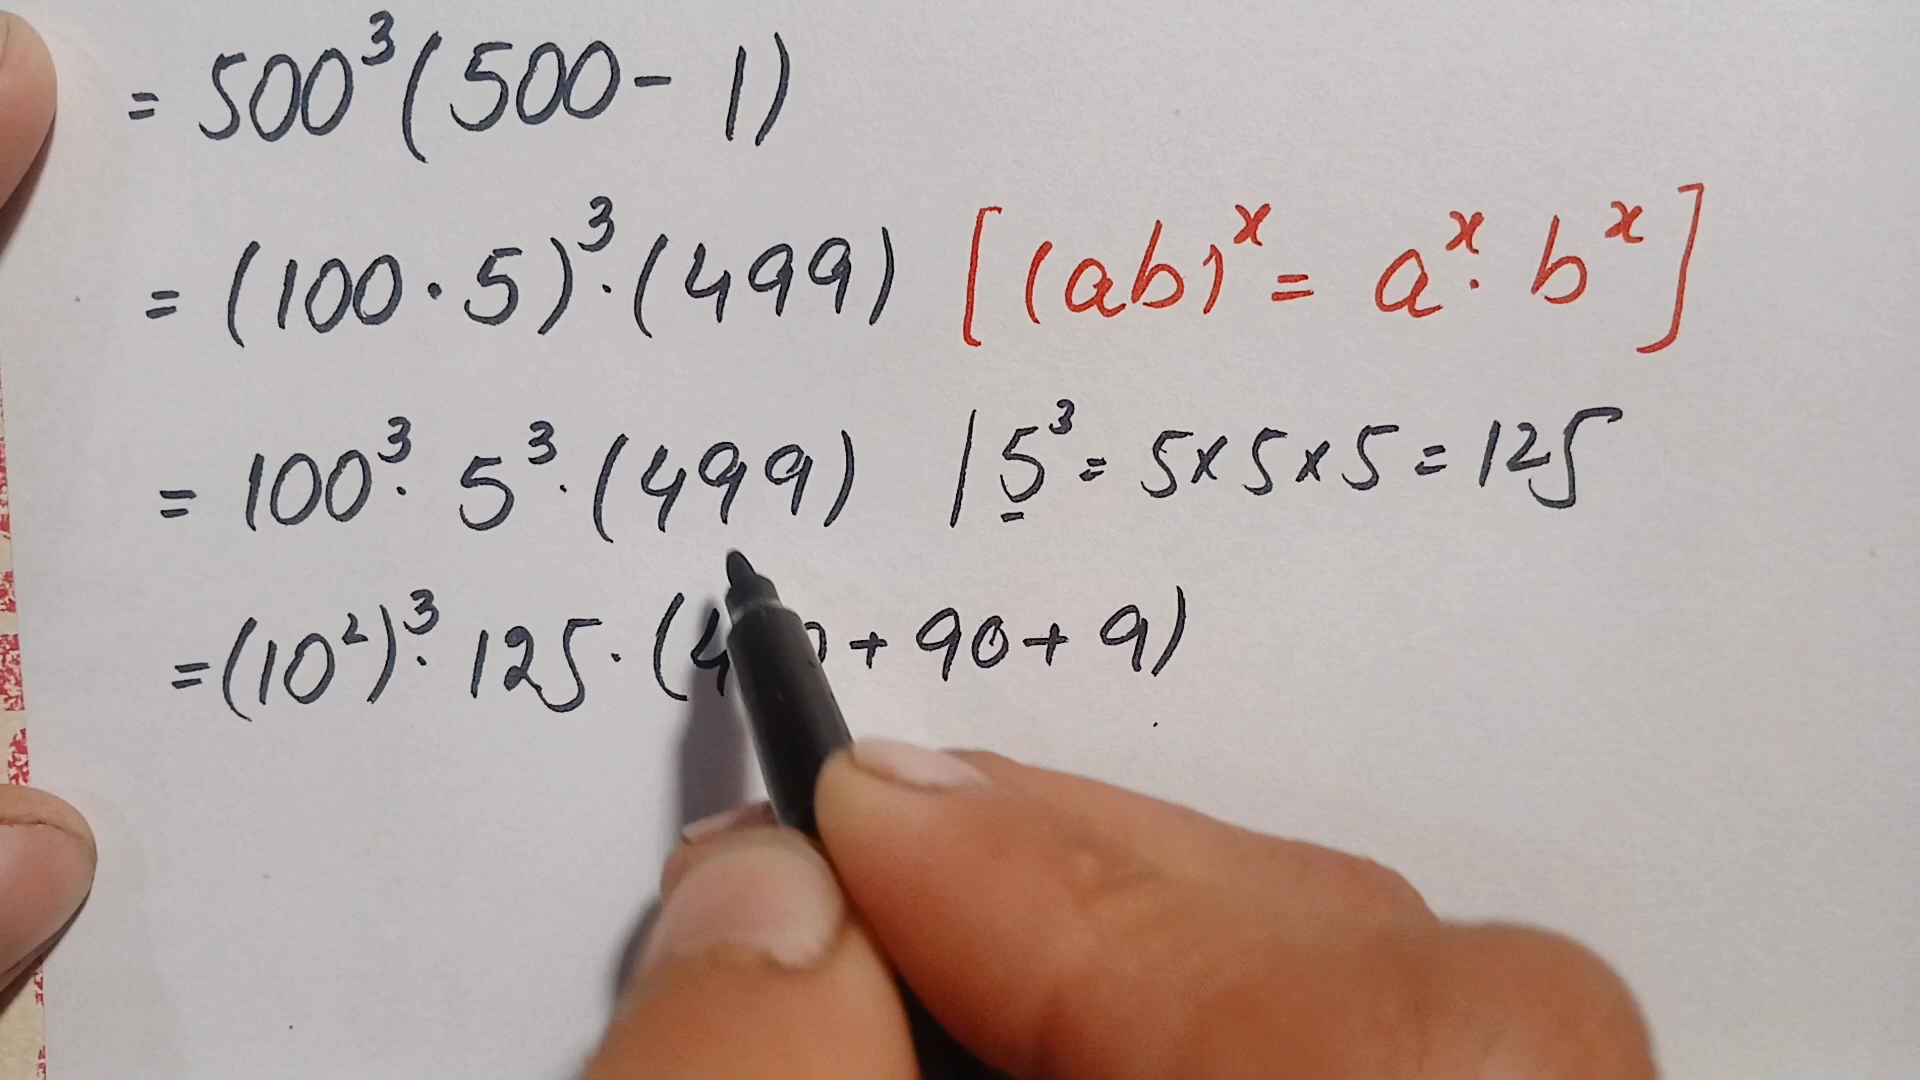 = 500³(500 - 1)
= (100 · 5)³ · (499) [(ab)ˣ = aˣ · bˣ]
= 100³ · 5³ · (499) | 5³ = 5 × 5 × 5 = 125
= (10²)³ · 125 · (4 + 90 + 9)